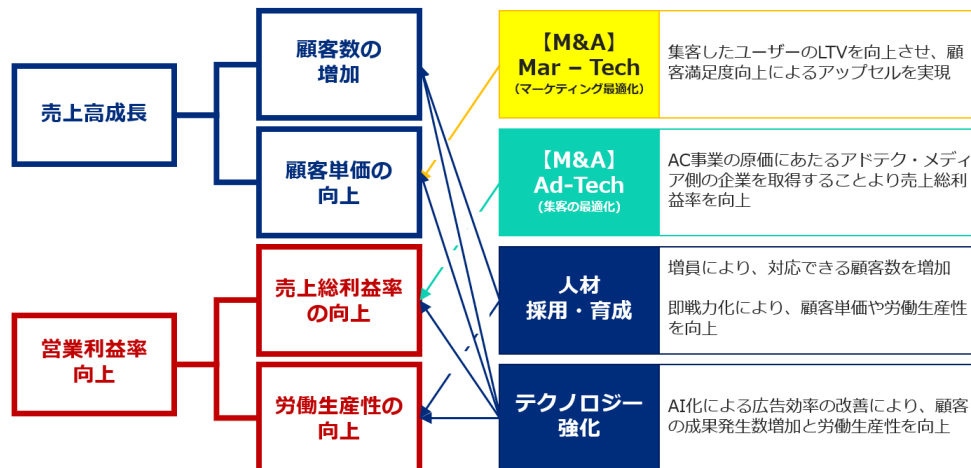 売上高成長
顧客数の
増加
顧客単価の
向上
営業利益率
向上
売上総利益率
の向上
労働生産性の
向上
【M&A】
Mar – Tech
(マーケティング最適化)
集客したユーザーのLTVを向上させ、顧
客満足度向上によるアップセルを実現
【M&A】
Ad-Tech
(集客の最適化)
AC事業の原価にあたるアドテク・メディ
ア側の企業を取得することより売上総利
益率を向上
人材
採用・育成
増員により、対応できる顧客数を増加
即戦力化により、顧客単価や労働生産性
を向上
テクノロジー
強化
AI化による広告効率の改善により、顧客
の成果発生数増加と労働生産性を向上